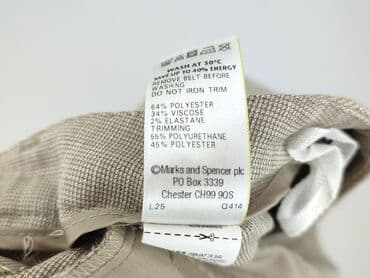 WASH AT 30°C
SAVE UP TO 40% ENERGY
REMOVE BELT BEFORE
WASHING
DO NOT IRON TRIM
64% POLYESTER
34% VISCOSE
2% ELASTANE
TRIMMING
55% POLYURETHANE
45% POLYESTER
©Marks and Spencer plc
PO Box 3339
Chester CH99 9QS
L25 Q414